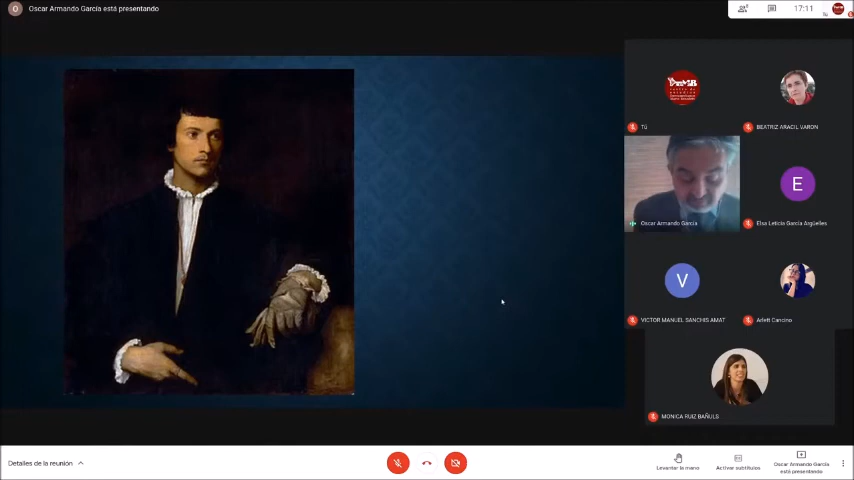 O
Oscar Armando García está presentando
17:11
Tú
BEATRIZ ARACIL VARON
Oscar Armando García
E
Elsa Leticia García Argüelles
V
VICTOR MANUEL SANCHIS AMAT
Arlett Cancino
MONICA RUIZ BAÑULS
Detalles de la reunión
Levantar la mano
Activar subtítulos
Oscar Armando García
está presentando